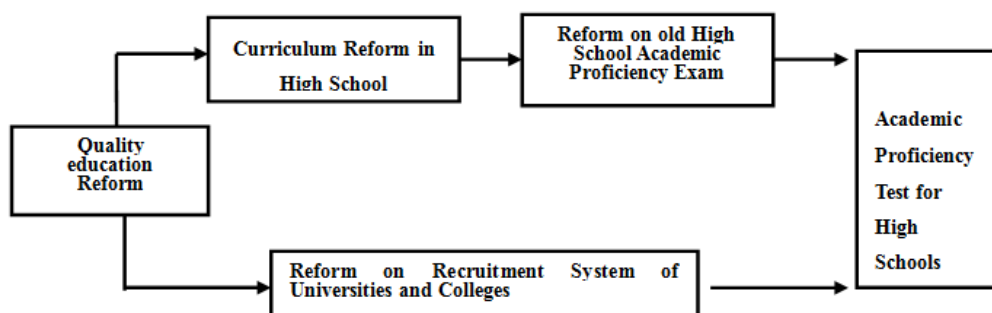 Curriculum Reform in
High School
Reform on old High
School Academic
Proficiency Exam
Quality
education
Reform
Academic
Proficiency
Test for
High
Schools
Reform on Recruitment System of
Universities and Colleges